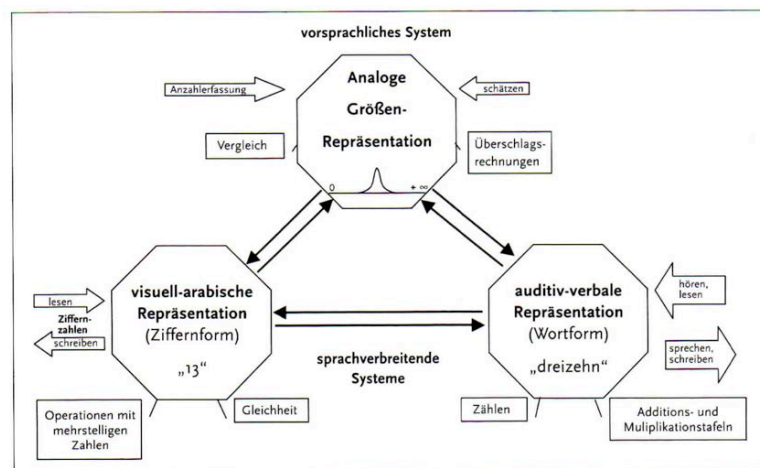 vorsprachliches System
Analoge
Größen-
Repräsentation
Anzahlerfassung
schätzen
Vergleich
Überschlags-
rechnungen
0
+ ∞
visuell-arabische
Repräsentation
(Ziffernform)
„13“
lesen
Ziffern-
zahlen
schreiben
Operationen mit
mehrstelligen
Zahlen
Gleichheit
sprachverbreitende
Systeme
auditiv-verbale
Repräsentation
(Wortform)
„dreizehn“
hören,
lesen
sprechen,
schreiben
Zählen
Additions- und
Muliplikationstafeln